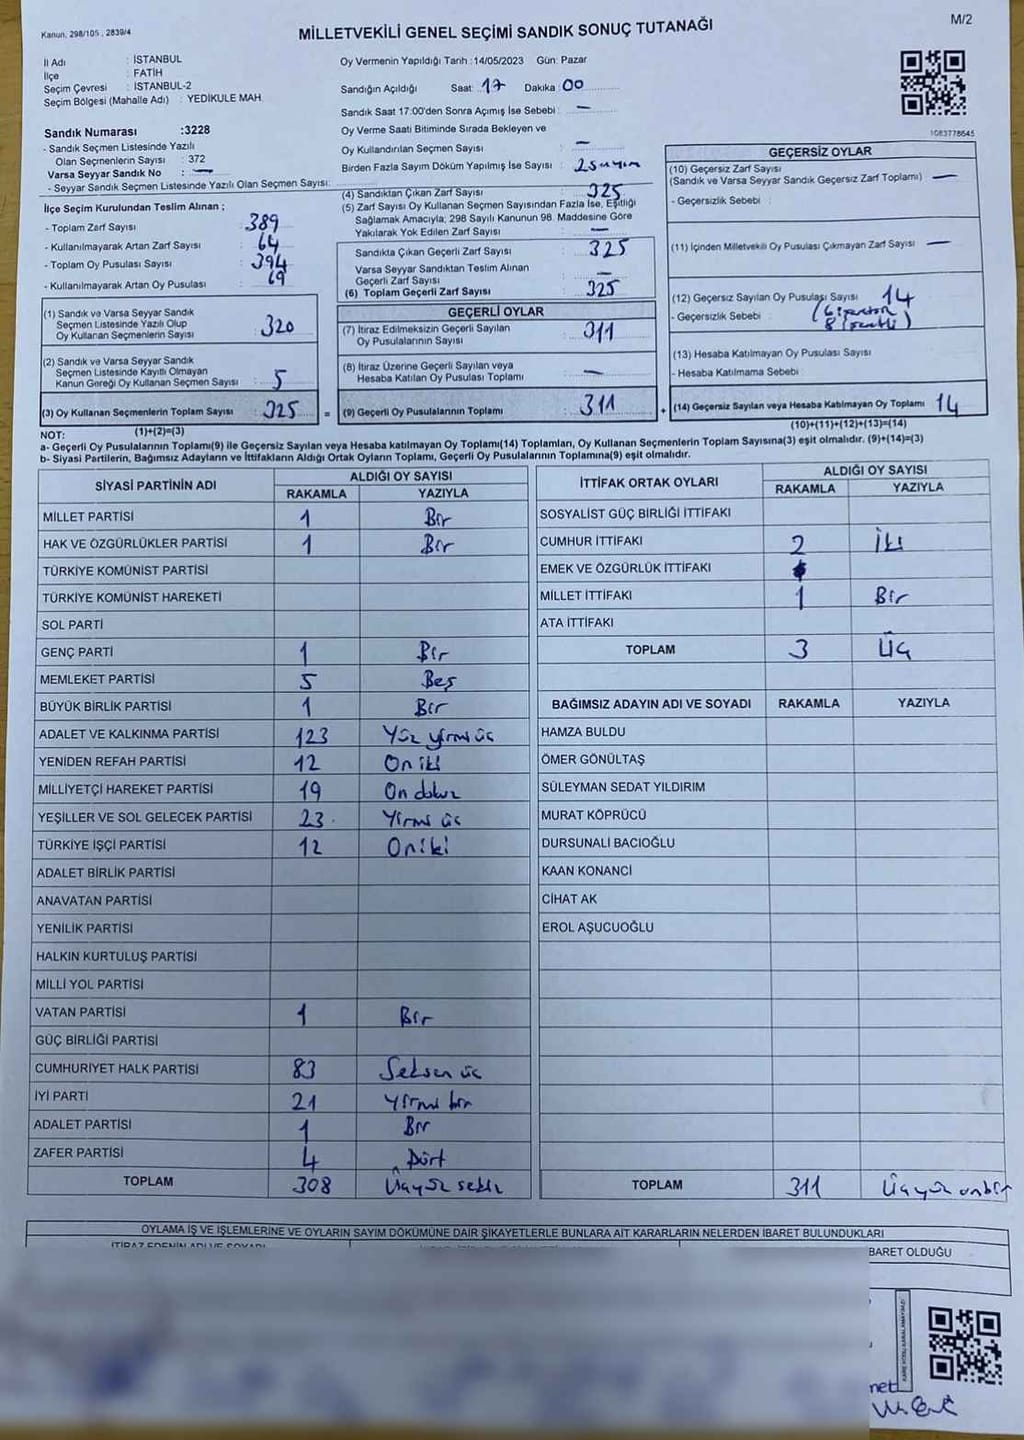 Kanun, 298/105 , 2839/4
MİLLETVEKİLİ GENEL SEÇİMİ SANDIK SONUÇ TUTANAĞI
M/2
İl Adı : İSTANBUL
İlçe : FATİH
Seçim Çevresi : İSTANBUL-2
Seçim Bölgesi (Mahalle Adı) : YEDİKULE MAH.
Sandık Numarası :3228
- Sandık Seçmen Listesinde Yazılı
Olan Seçmenlerin Sayısı : 372
Varsa Seyyar Sandık No : —
- Seyyar Sandık Seçmen Listesinde Yazılı Olan Seçmen Sayısı:
İlçe Seçim Kurulundan Teslim Alınan ;
- Toplam Zarf Sayısı : 389
- Kullanılmayarak Artan Zarf Sayısı : 64
- Toplam Oy Pusulası Sayısı : 394
- Kullanılmayarak Artan Oy Pusulası : 69
Oy Vermenin Yapıldığı Tarih :14/05/2023 Gün: Pazar
Sandığın Açıldığı Saat: 17 Dakika : 00
Sandık Saat 17:00'den Sonra Açımış İse Sebebi : —
Oy Verme Saati Bitiminde Sırada Bekleyen ve
Oy Kullandırılan Seçmen Sayısı : —
Birden Fazla Sayım Döküm Yapılmış İse Sayısı : 2 sayım
(4) Sandıktan Çıkan Zarf Sayısı : 325
(5) Zarf Sayısı Oy Kullanan Seçmen Sayısından Fazla İse, Eşitliği
Sağlamak Amacıyla; 298 Sayılı Kanunun 98. Maddesine Göre
Yakılarak Yok Edilen Zarf Sayısı : —
Sandıkta Çıkan Geçerli Zarf Sayısı : 325
Varsa Seyyar Sandıktan Teslim Alınan
Geçerli Zarf Sayısı : —
(6) Toplam Geçerli Zarf Sayısı : 325
1083778645
GEÇERSİZ OYLAR
(10) Geçersiz Zarf Sayısı
(Sandık ve Varsa Seyyar Sandık Geçersiz Zarf Toplamı) : —
- Geçersizlik Sebebi :
(11) İçinden Milletvekili Oy Pusulası Çıkmayan Zarf Sayısı : —
(12) Geçersiz Sayılan Oy Pusulası Sayısı : 14
- Geçersizlik Sebebi :
(13) Hesaba Katılmayan Oy Pusulası Sayısı
- Hesaba Katılmama Sebebi
(14) Geçersiz Sayılan veya Hesaba Katılmayan Oy Toplamı : 14
(10)+(11)+(12)+(13)=(14)
(1) Sandık ve Varsa Seyyar Sandık
Seçmen Listesinde Yazılı Olup
Oy Kullanan Seçmenlerin Sayısı : 320
(2) Sandık ve Varsa Seyyar Sandık
Seçmen Listesinde Kayıtlı Olmayan
Kanun Gereği Oy Kullanan Seçmen Sayısı : 5
(3) Oy Kullanan Seçmenlerin Toplam Sayısı : 325 =
(1)+(2)=(3)
GEÇERLİ OYLAR
(7) İtiraz Edilmeksizin Geçerli Sayılan
Oy Pusulalarının Sayısı : 311
(8) İtiraz Üzerine Geçerli Sayılan veya
Hesaba Katılan Oy Pusulası Toplamı : —
(9) Geçerli Oy Pusulalarının Toplamı : 311 +
NOT:
a- Geçerli Oy Pusulaları Toplamı(9) ile Geçersiz Sayılan veya Hesaba katılmayan Oy Toplamı(14) Toplamları, Oy Kullanan Seçmenlerin Toplam Sayısına(3) eşit olmalıdır. (9)+(14)=(3)
b- Siyasi Partilerin, Bağımsız Adayların ve İttifakların Aldığı Ortak Oyların Toplamı, Geçerli Oy Pusulalarının Toplamına(9) eşit olmalıdır.
SİYASİ PARTİNİN ADI ALDIĞI OY SAYISI
RAKAMLA YAZIYLA
MİLLET PARTİSİ 1 Bir
HAK VE ÖZGÜRLÜKLER PARTİSİ 1 Bir
TÜRKİYE KOMÜNİST PARTİSİ
TÜRKİYE KOMÜNİST HAREKETİ
SOL PARTİ
GENÇ PARTİ 1 Bir
MEMLEKET PARTİSİ 5 Beş
BÜYÜK BİRLİK PARTİSİ 1 Bir
ADALET VE KALKINMA PARTİSİ 123 Yüz yirmi üç
YENİDEN REFAH PARTİSİ 12 On iki
MİLLİYETÇİ HAREKET PARTİSİ 19 On dokuz
YEŞİLLER VE SOL GELECEK PARTİSİ 23 Yirmi üç
TÜRKİYE İŞÇİ PARTİSİ 12 Oniki
ADALET BİRLİK PARTİSİ
ANAVATAN PARTİSİ
YENİLİK PARTİSİ
HALKIN KURTULUŞ PARTİSİ
MİLLİ YOL PARTİSİ
VATAN PARTİSİ 1 Bir
GÜÇ BİRLİĞİ PARTİSİ
CUMHURİYET HALK PARTİSİ 83 Seksen üç
İYİ PARTİ 21 Yirmi bir
ADALET PARTİSİ 1 Bir
ZAFER PARTİSİ 4 Dört
TOPLAM 308 Üçyüz sekiz
İTTİFAK ORTAK OYLARI ALDIĞI OY SAYISI
RAKAMLA YAZIYLA
SOSYALİST GÜÇ BİRLİĞİ İTTİFAKI
CUMHUR İTTİFAKI 2 İki
EMEK VE ÖZGÜRLÜK İTTİFAKI
MİLLET İTTİFAKI 1 Bir
ATA İTTİFAKI
TOPLAM 3 Üç
BAĞIMSIZ ADAYIN ADI VE SOYADI RAKAMLA YAZIYLA
HAMZA BULDU
ÖMER GÖNÜLTAŞ
SÜLEYMAN SEDAT YILDIRIM
MURAT KÖPRÜCÜ
DURSUNALİ BACIOĞLU
KAAN KONANCİ
CİHAT AK
EROL AŞUCUOĞLU
TOPLAM 311 Üçyüz onbir
OYLAMA İŞ VE İŞLEMLERİNE VE OYLARIN SAYIM DÖKÜMÜNE DAİR ŞİKAYETLERLE BUNLARA AİT KARARLARIN NELERDEN İBARET BULUNDUKLARI
İTİRAZ EDENİN ADI VE SOYADI
BARET OLDUĞU
net